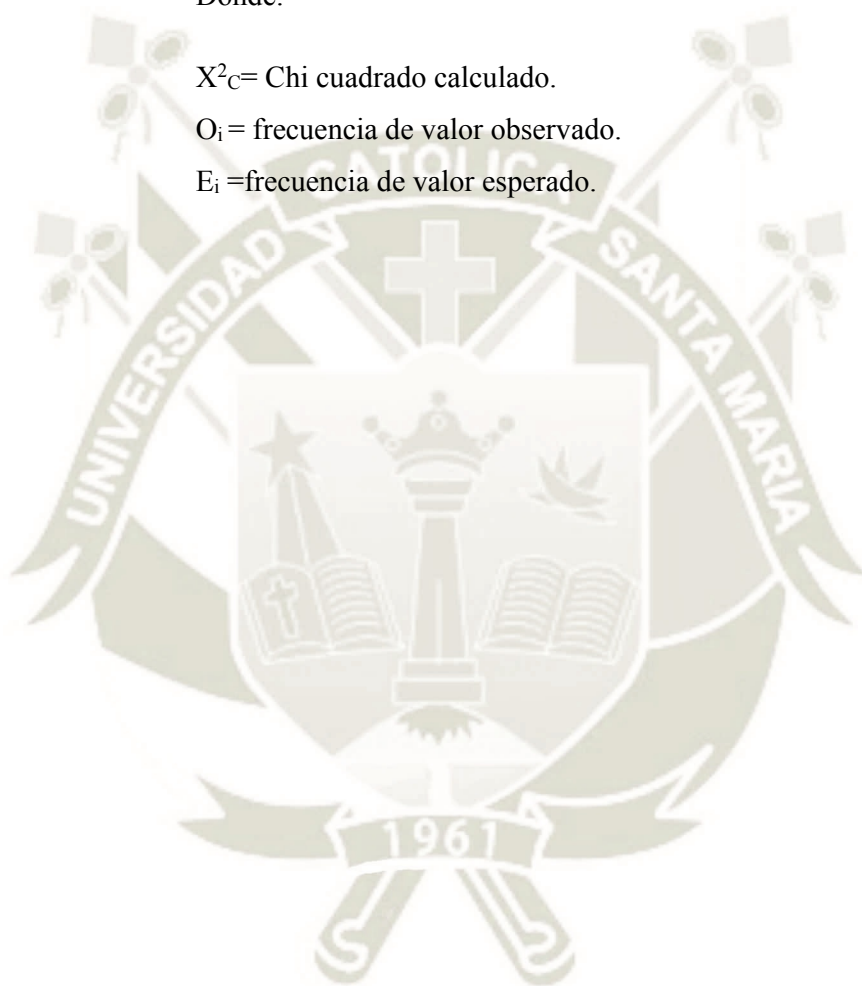 Donde:
X²C= Chi cuadrado calculado.
Oi = frecuencia de valor observado.
Ei =frecuencia de valor esperado.
UNIVERSIDAD CATOLICA SANTA MARIA
1961